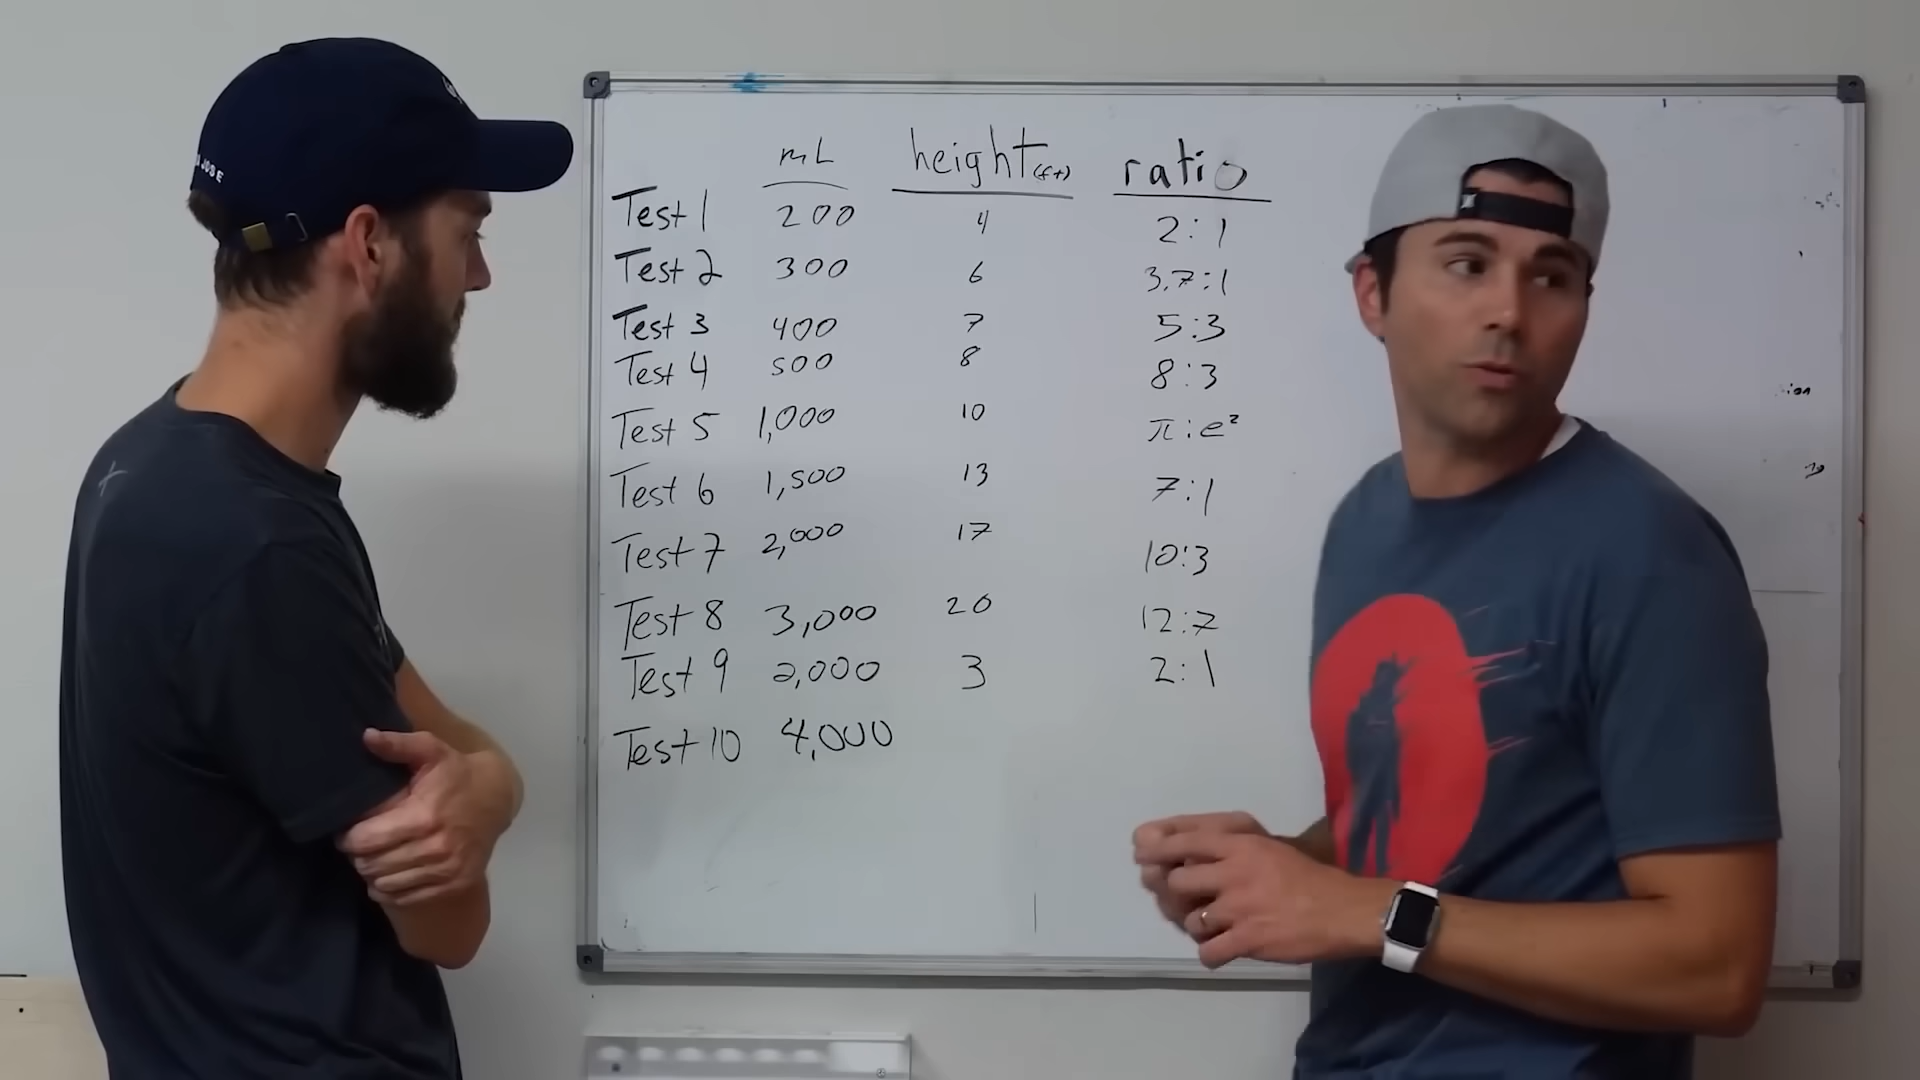 mL height (ft) ratio
Test 1 200 4 2:1
Test 2 300 6 3.7:1
Test 3 400 7 5:3
Test 4 500 8 8:3
Test 5 1,000 10 π:e²
Test 6 1,500 13 7:1
Test 7 2,000 17 10:3
Test 8 3,000 20 12:7
Test 9 2,000 3 2:1
Test 10 4,000
JOSE